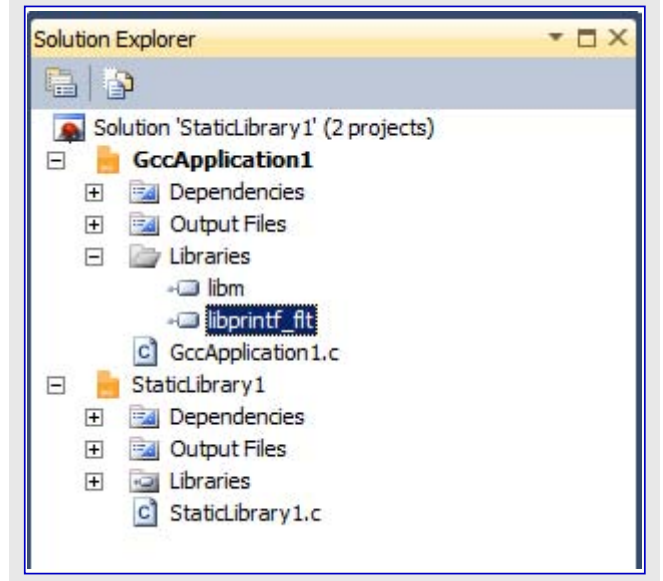 Solution Explorer
Solution 'StaticLibrary1' (2 projects)
GccApplication1
Dependencies
Output Files
Libraries
libm
libprintf_flt
GccApplication1.c
StaticLibrary1
Dependencies
Output Files
Libraries
StaticLibrary1.c